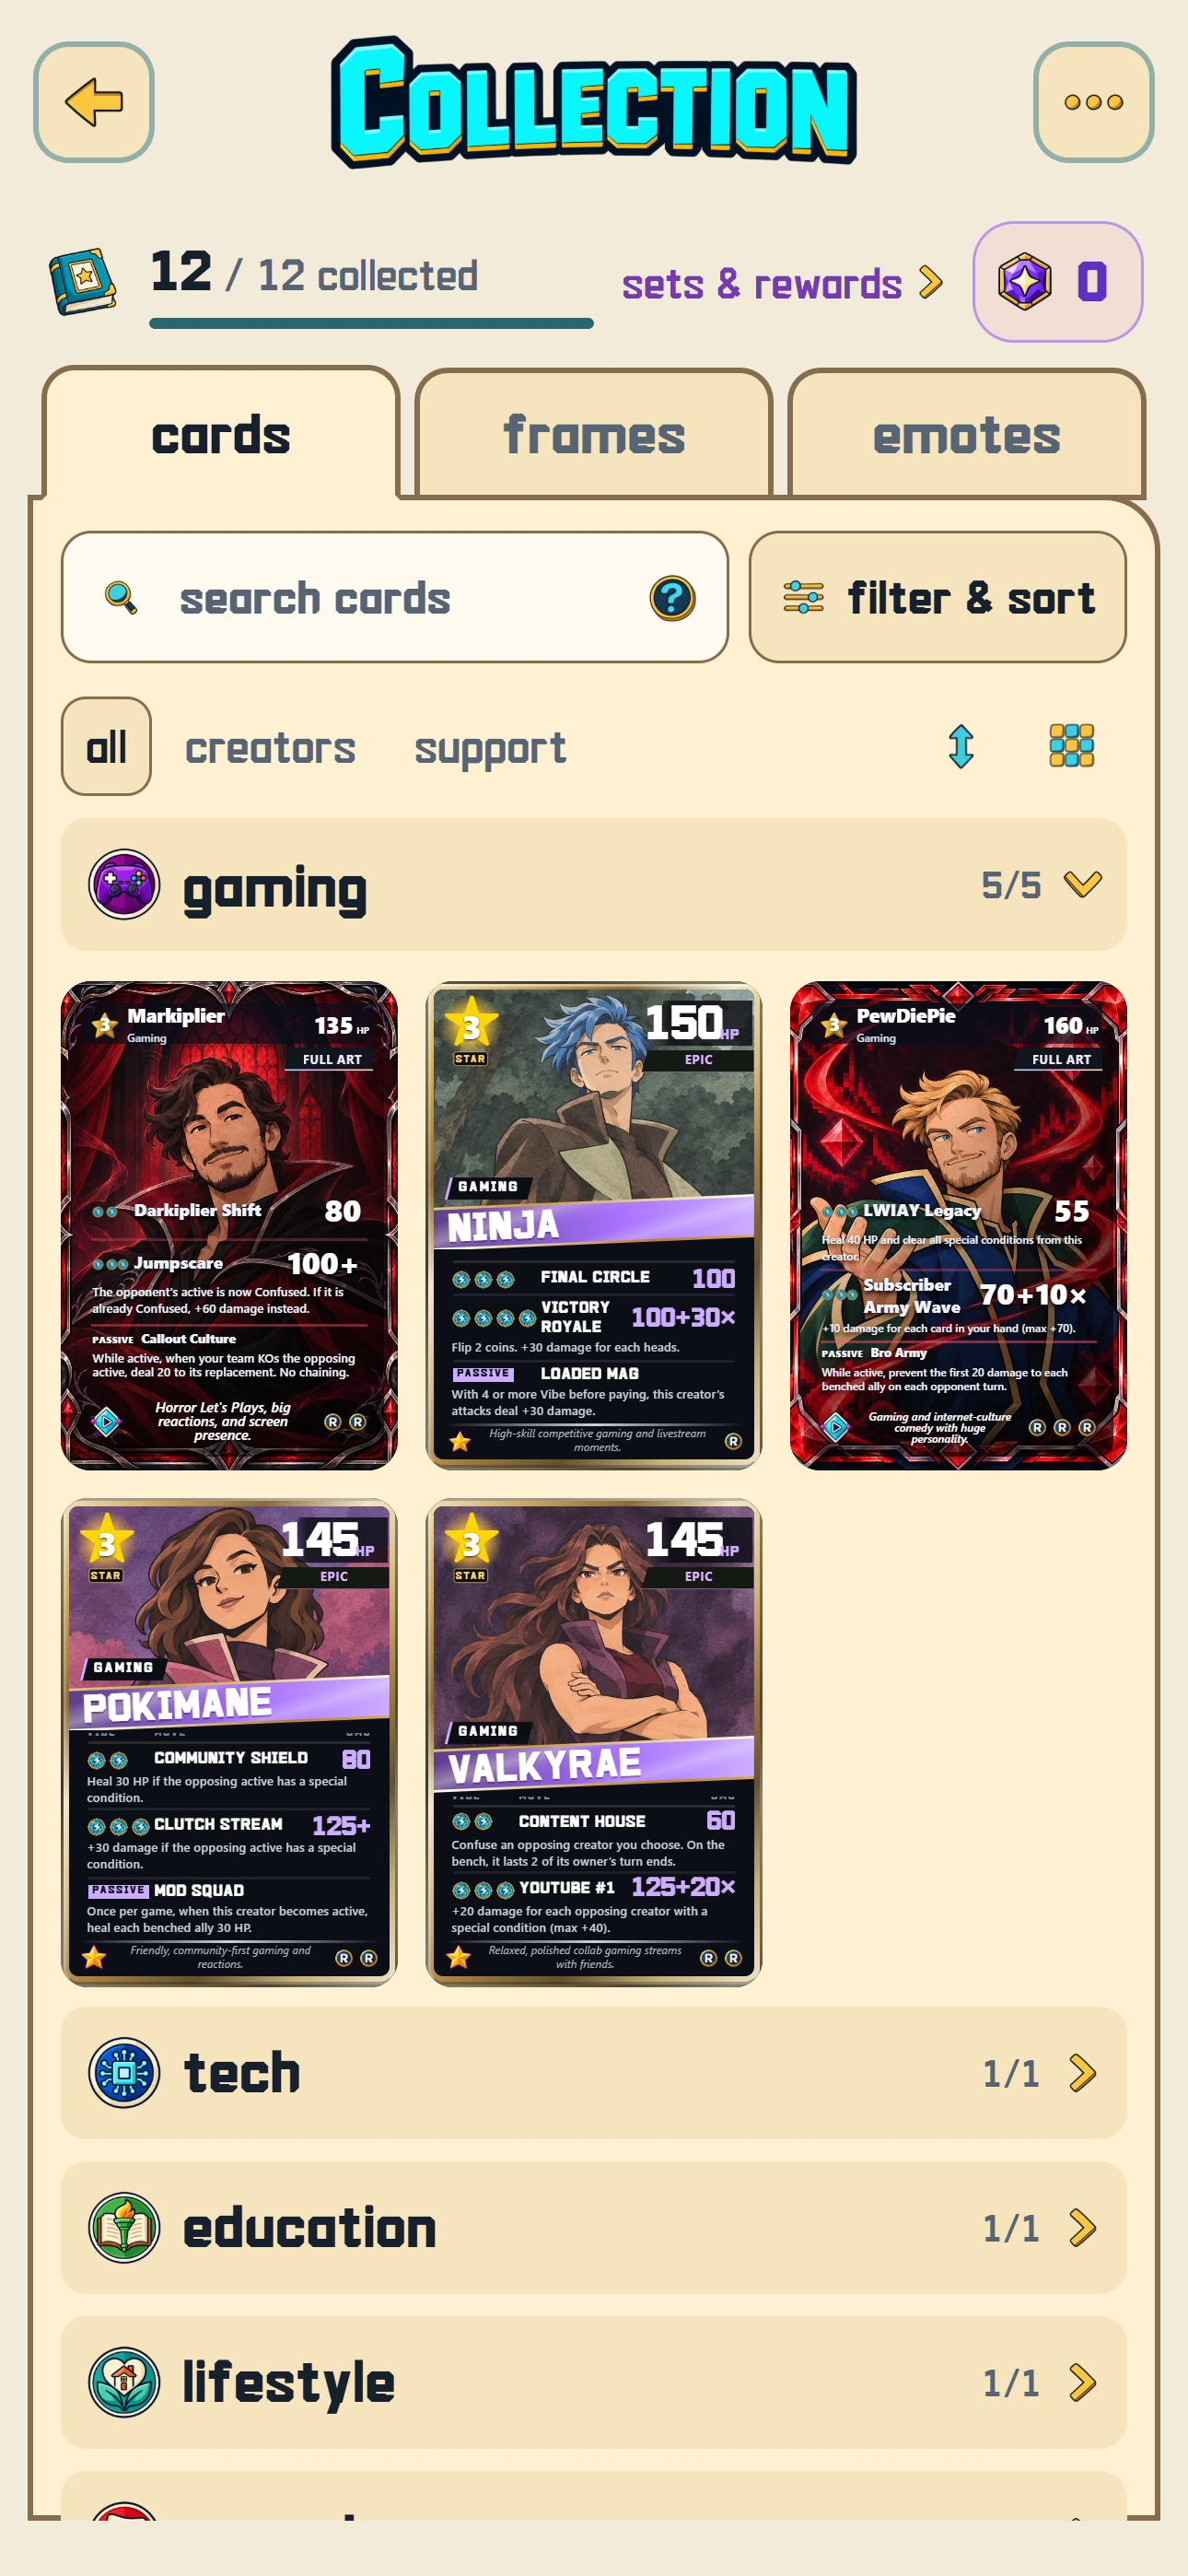 COLLECTION
12 / 12 collected
sets & rewards
0
cards
frames
emotes
search cards
?
filter & sort
all
creators
support
gaming
5/5
3
Markiplier
Gaming
135 HP
FULL ART
Darkiplier Shift 80
Jumpscare 100+
The opponent's active is now Confused. If it is
already Confused, +60 damage instead.
PASSIVE Callout Culture
While active, when your team KOs the opposing
active, deal 20 to its replacement. No chaining.
Horror Let's Plays, big
reactions, and screen
presence.
R R
3
STAR
150 HP
EPIC
GAMING
NINJA
FINAL CIRCLE 100
VICTORY
ROYALE 100+30×
Flip 2 coins. +30 damage for each heads.
PASSIVE LOADED MAG
With 4 or more Vibe before paying, this creator's
attacks deal +30 damage.
High-skill competitive gaming and livestream
moments.
R
3
PewDiePie
Gaming
160 HP
FULL ART
LWIAY Legacy 55
Heal 40 HP and clear all special conditions from this
creator.
Subscriber
Army Wave 70+10×
+10 damage for each card in your hand (max +70).
PASSIVE Bro Army
While active, prevent the first 20 damage to each
benched ally on each opponent turn.
Gaming and internet-culture
comedy with huge
personality.
R R R
3
STAR
145 HP
EPIC
GAMING
POKIMANE
COMMUNITY SHIELD 80
Heal 30 HP if the opposing active has a special
condition.
CLUTCH STREAM 125+
+30 damage if the opposing active has a special
condition.
PASSIVE MOD SQUAD
Once per game, when this creator becomes active,
heal each benched ally 30 HP.
Friendly, community-first gaming and
reactions.
R R
3
STAR
145 HP
EPIC
GAMING
VALKYRAE
CONTENT HOUSE 60
Confuse an opposing creator you choose. On the
bench, it lasts 2 of its owner's turn ends.
YOUTUBE #1 125+20×
+20 damage for each opposing creator with a
special condition (max +40).
Relaxed, polished collab gaming streams
with friends.
R R
tech
1/1
education
1/1
lifestyle
1/1